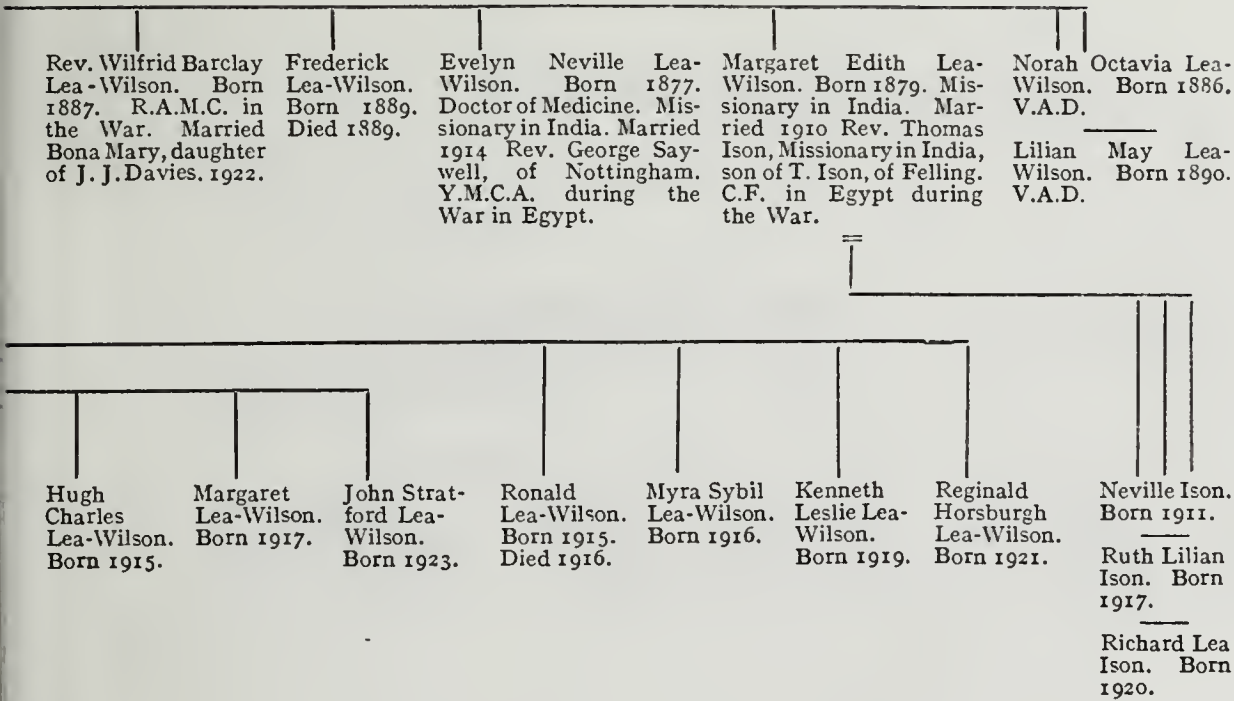 Rev. Wilfrid Barclay
Lea-Wilson. Born
1887. R.A.M.C. in
the War. Married
Bona Mary, daughter
of J. J. Davies. 1922.
Frederick
Lea-Wilson.
Born 1889.
Died 1889.
Evelyn Neville Lea-
Wilson. Born 1877.
Doctor of Medicine. Mis-
sionary in India. Married
1914 Rev. George Say-
well, of Nottingham.
Y.M.C.A. during the
War in Egypt.
Margaret Edith Lea-
Wilson. Born 1879. Mis-
sionary in India. Mar-
ried 1910 Rev. Thomas
Ison, Missionary in India,
son of T. Ison, of Felling.
C.F. in Egypt during
the War.
Norah Octavia Lea-
Wilson. Born 1886.
V.A.D.
Lilian May Lea-
Wilson. Born 1890.
V.A.D.
=
Hugh
Charles
Lea-Wilson.
Born 1915.
Margaret
Lea-Wilson.
Born 1917.
John Strat-
ford Lea-
Wilson.
Born 1923.
Ronald
Lea-Wilson.
Born 1915.
Died 1916.
Myra Sybil
Lea-Wilson.
Born 1916.
Kenneth
Leslie Lea-
Wilson.
Born 1919.
Reginald
Horsburgh
Lea-Wilson.
Born 1921.
Neville Ison.
Born 1911.
Ruth Lilian
Ison. Born
1917.
Richard Lea
Ison. Born
1920.